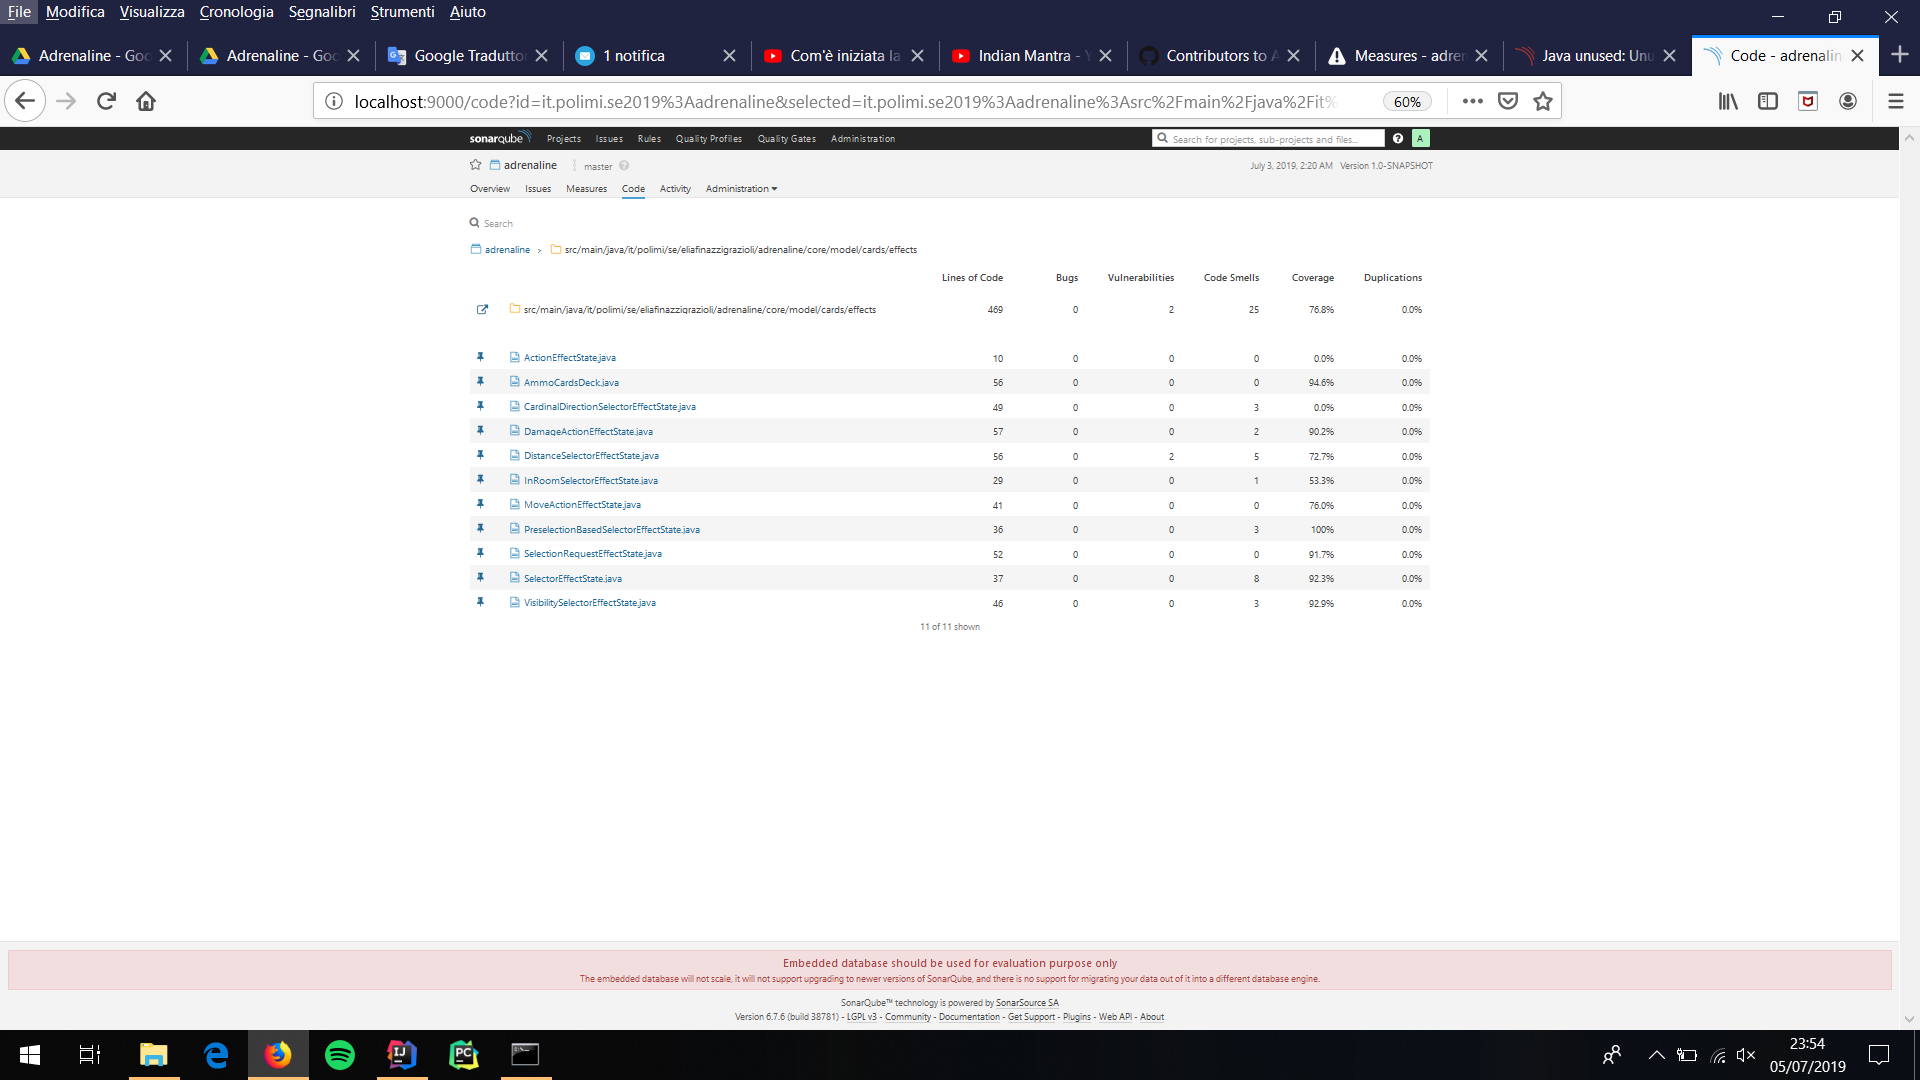 File Modifica Visualizza Cronologia Segnalibri Strumenti Aiuto
Adrenaline - Goo Adrenaline - Goo Google Traduttor 1 notifica Com'è iniziata la Indian Mantra - Y Contributors to A Measures - adren Java unused: Unu Code - adrenalin
localhost:9000/code?id=it.polimi.se2019%3Aadrenaline&selected=it.polimi.se2019%3Aadrenaline%3Asrc%2Fmain%2Fjava%2Fit% 60%
sonarqube Projects Issues Rules Quality Profiles Quality Gates Administration Search for projects, sub-projects and files... A
adrenaline master July 3, 2019, 2:20 AM Version 1.0-SNAPSHOT
Overview Issues Measures Code Activity Administration
Search
adrenaline > src/main/java/it/polimi/se/eliafinazzigrazioli/adrenaline/core/model/cards/effects
Lines of Code Bugs Vulnerabilities Code Smells Coverage Duplications
src/main/java/it/polimi/se/eliafinazzigrazioli/adrenaline/core/model/cards/effects 469 0 2 25 76.8% 0.0%
ActionEffectState.java 10 0 0 0 0.0% 0.0%
AmmoCardsDeck.java 56 0 0 0 94.6% 0.0%
CardinalDirectionSelectorEffectState.java 49 0 0 3 0.0% 0.0%
DamageActionEffectState.java 57 0 0 2 90.2% 0.0%
DistanceSelectorEffectState.java 56 0 2 5 72.7% 0.0%
InRoomSelectorEffectState.java 29 0 0 1 53.3% 0.0%
MoveActionEffectState.java 41 0 0 0 76.0% 0.0%
PreselectionBasedSelectorEffectState.java 36 0 0 3 100% 0.0%
SelectionRequestEffectState.java 52 0 0 0 91.7% 0.0%
SelectorEffectState.java 37 0 0 8 92.3% 0.0%
VisibilitySelectorEffectState.java 46 0 0 3 92.9% 0.0%
11 of 11 shown
Embedded database should be used for evaluation purpose only
The embedded database will not scale, it will not support upgrading to newer versions of SonarQube, and there is no support for migrating your data out of it into a different database engine.
SonarQube™ technology is powered by SonarSource SA
Version 6.7.6 (build 38781) - LGPL v3 - Community - Documentation - Get Support - Plugins - Web API - About
23:54
05/07/2019